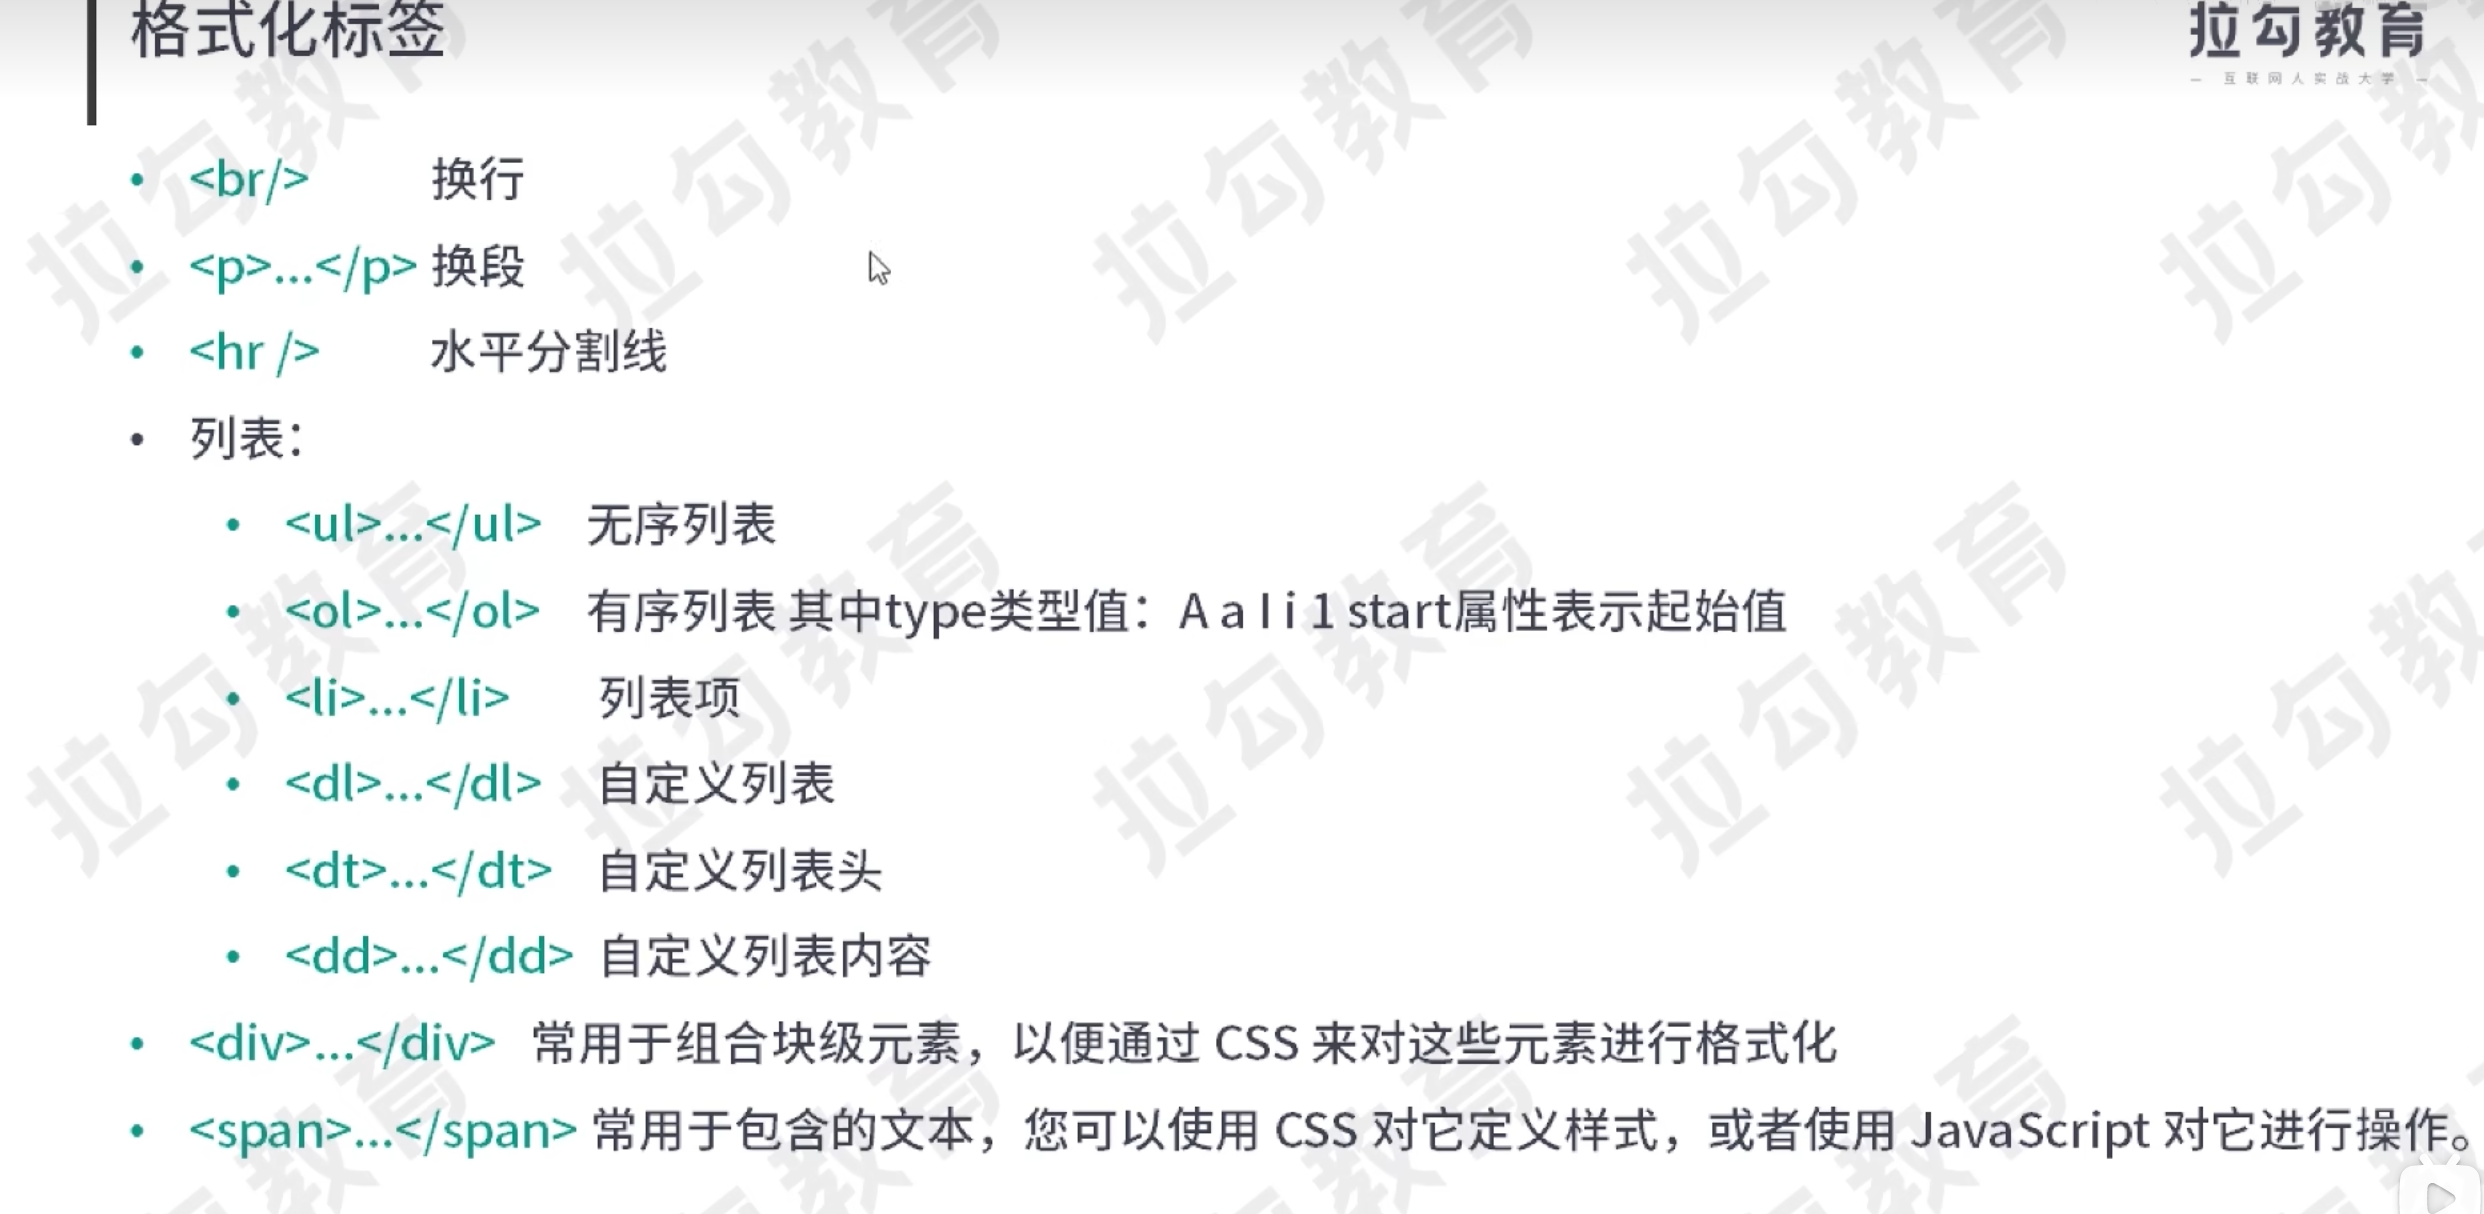 格式化标签
拉勾教育
— 互联网人实战大学 —
• <br/> 换行
• <p>...</p> 换段
• <hr /> 水平分割线
• 列表：
• <ul>...</ul> 无序列表
• <ol>...</ol> 有序列表 其中type类型值：A a I i 1 start属性表示起始值
• <li>...</li> 列表项
• <dl>...</dl> 自定义列表
• <dt>...</dt> 自定义列表头
• <dd>...</dd> 自定义列表内容
• <div>...</div> 常用于组合块级元素，以便通过 CSS 来对这些元素进行格式化
• <span>...</span> 常用于包含的文本，您可以使用 CSS 对它定义样式，或者使用 JavaScript 对它进行操作。